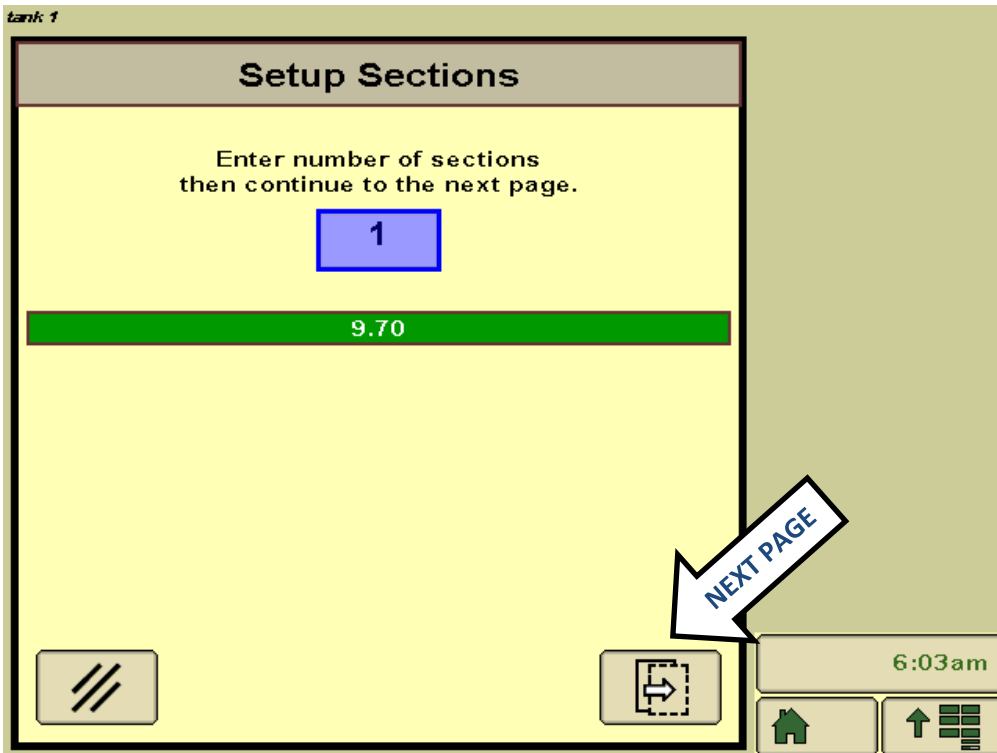 tank 1
Setup Sections
Enter number of sections
then continue to the next page.
1
9.70
NEXT PAGE
6:03am